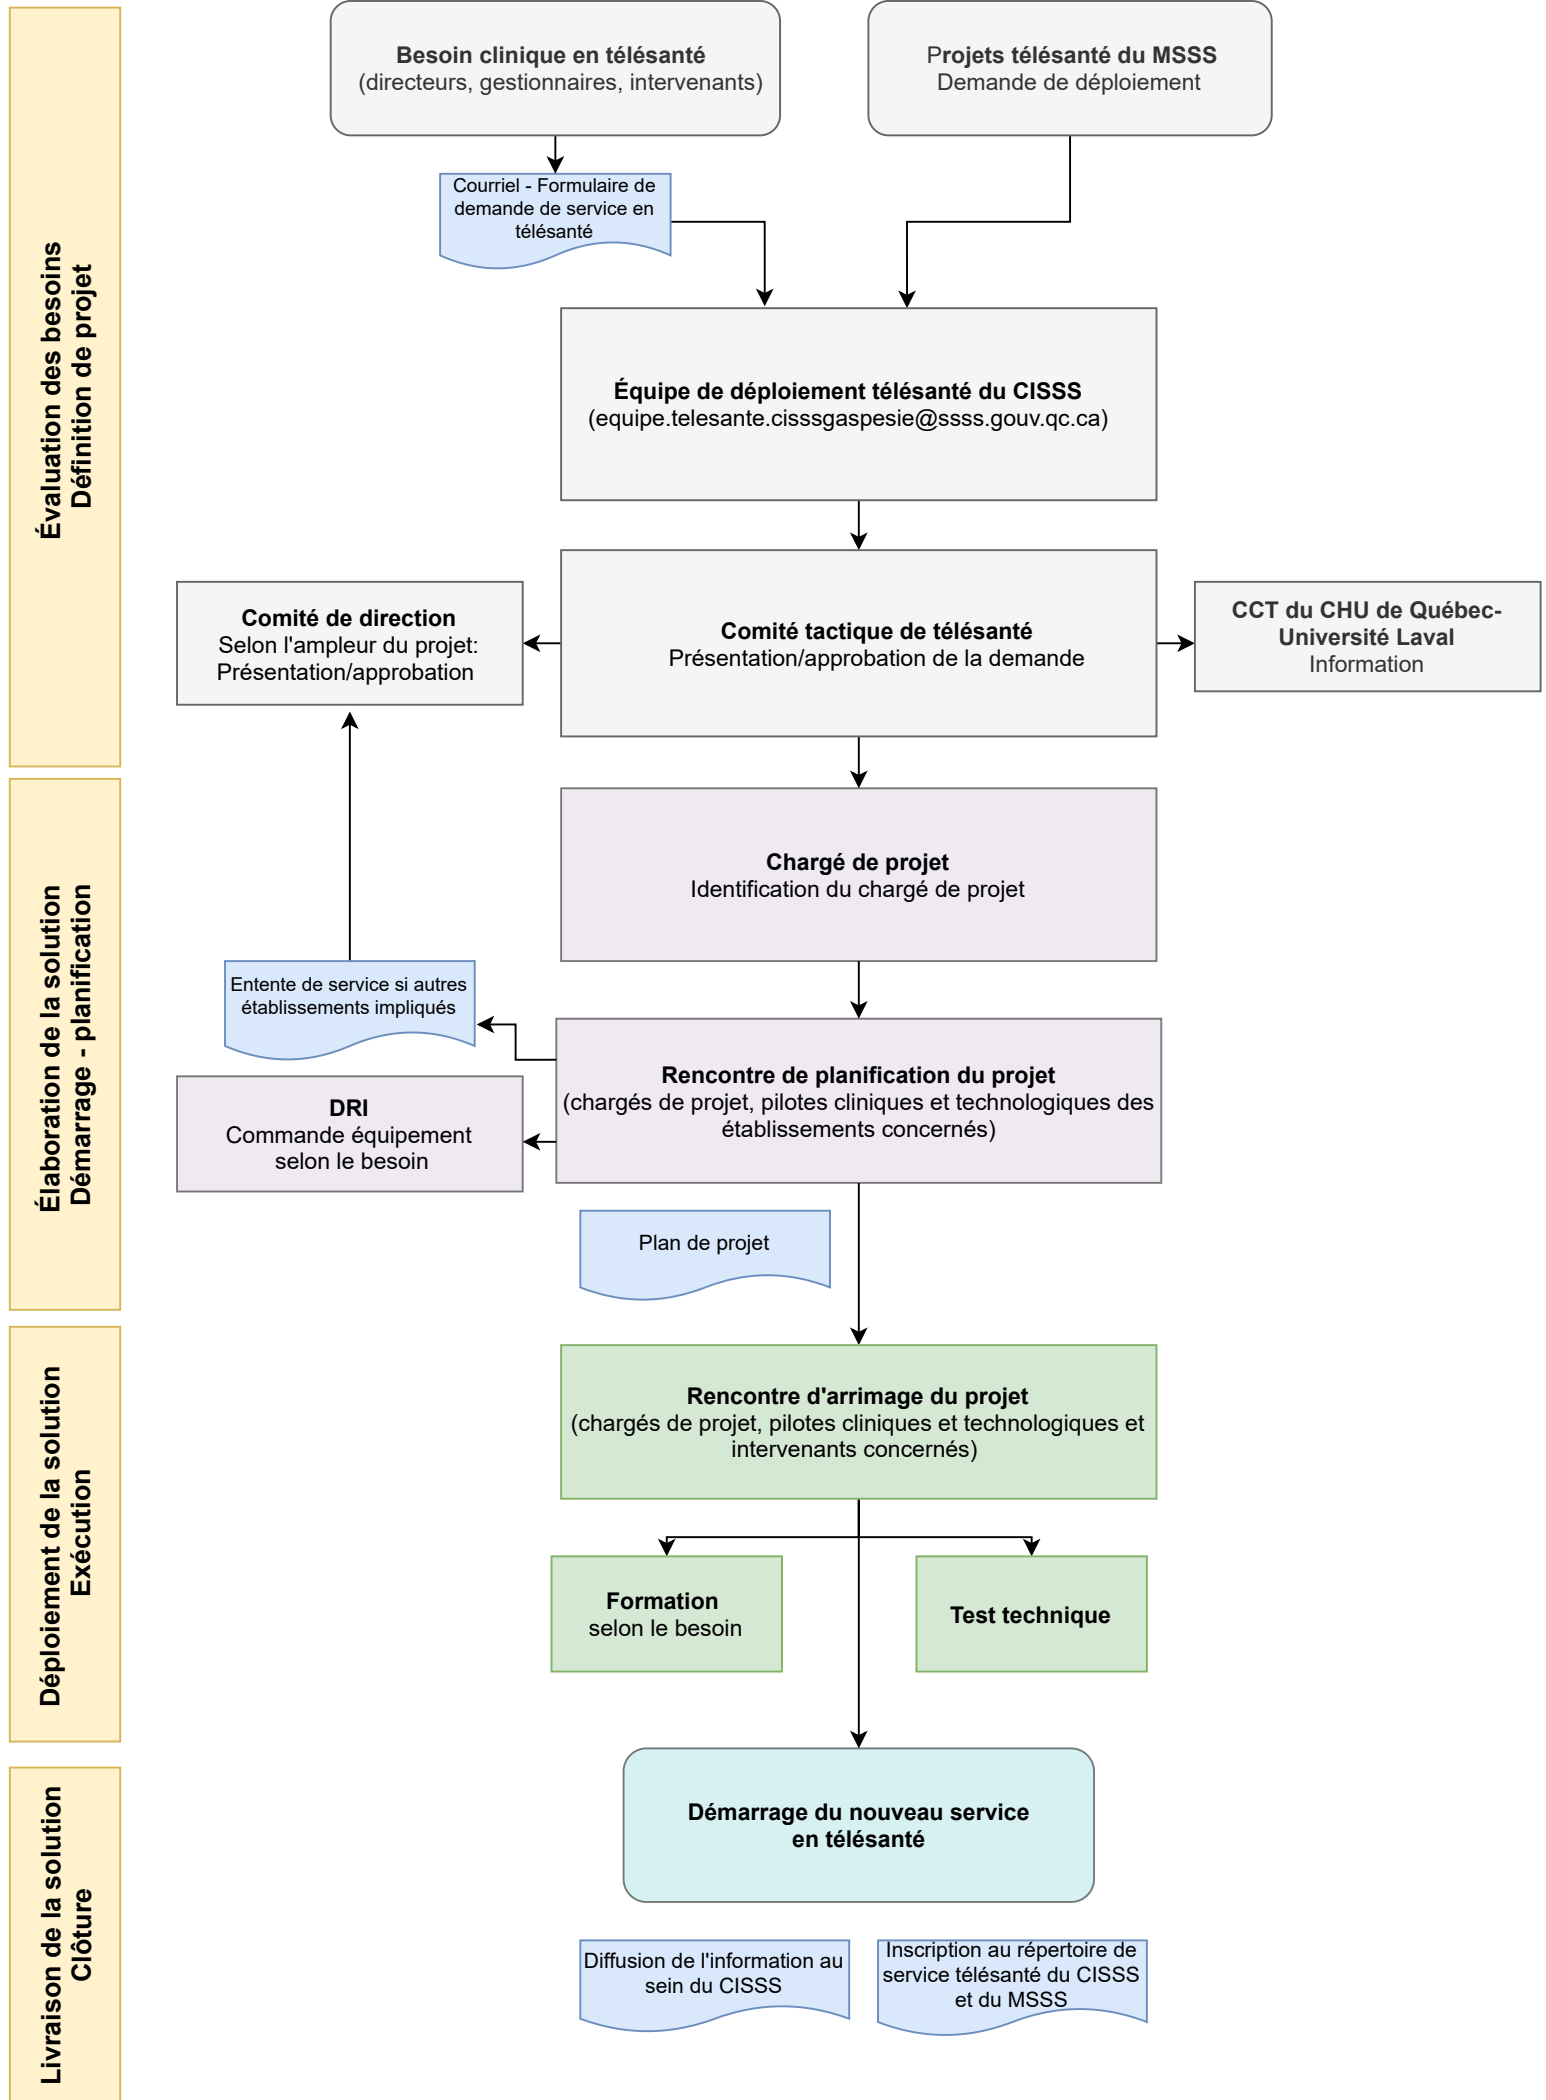 Évaluation des besoins
Définition de projet
Besoin clinique en télésanté
(directeurs, gestionnaires, intervenants)
Projets télésanté du MSSS
Demande de déploiement
Courriel - Formulaire de
demande de service en
télésanté
Équipe de déploiement télésanté du CISSS
(equipe.telesante.cisssgaspesie@ssss.gouv.qc.ca)
Comité de direction
Selon l'ampleur du projet:
Présentation/approbation
Comité tactique de télésanté
Présentation/approbation de la demande
CCT du CHU de Québec-
Université Laval
Information
Élaboration de la solution
Démarrage - planification
Chargé de projet
Identification du chargé de projet
Entente de service si autres
établissements impliqués
Rencontre de planification du projet
(chargés de projet, pilotes cliniques et technologiques des
établissements concernés)
DRI
Commande équipement
selon le besoin
Plan de projet
Déploiement de la solution
Exécution
Rencontre d'arrimage du projet
(chargés de projet, pilotes cliniques et technologiques et
intervenants concernés)
Formation
selon le besoin
Test technique
Livraison de la solution
Clôture
Démarrage du nouveau service
en télésanté
Diffusion de l'information au
sein du CISSS
Inscription au répertoire de
service télésanté du CISSS
et du MSSS